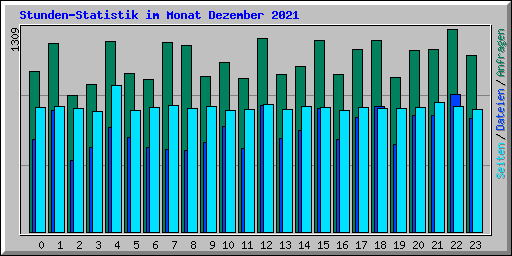 Stunden-Statistik im Monat Dezember 2021
1309
Seiten / Dateien / Anfragen
0 1 2 3 4 5 6 7 8 9 10 11 12 13 14 15 16 17 18 19 20 21 22 23